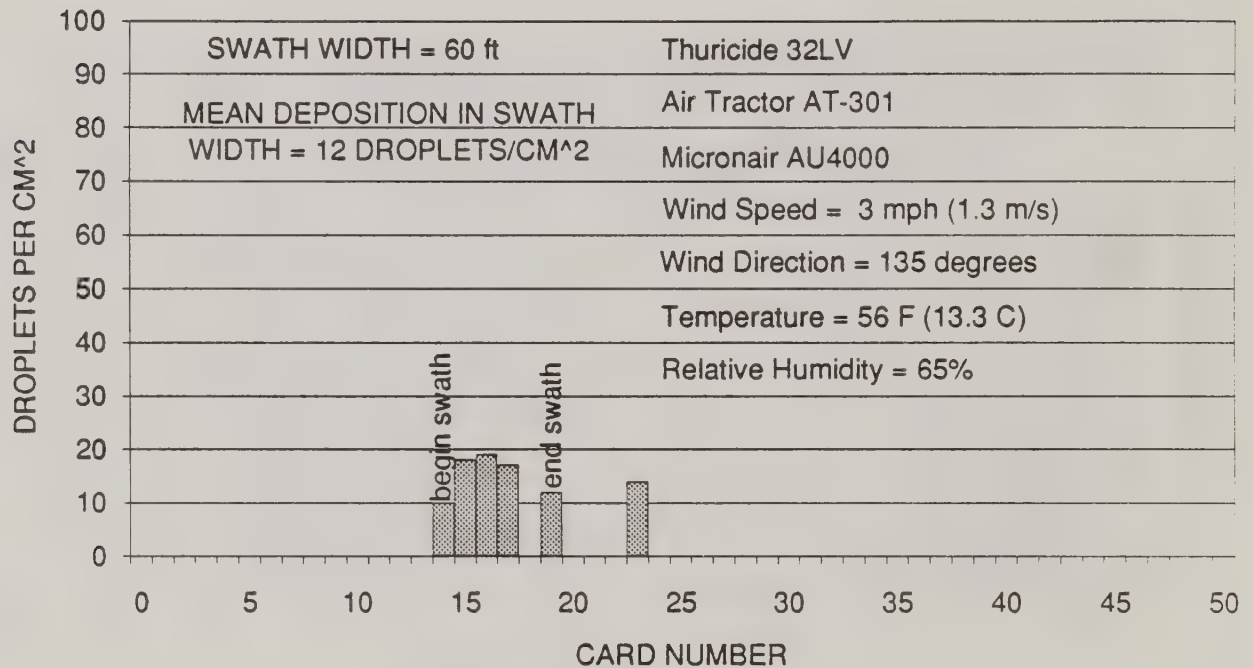 100
90
80
70
60
50
40
30
20
10
0
DROPLETS PER CM^2
SWATH WIDTH = 60 ft
MEAN DEPOSITION IN SWATH
WIDTH = 12 DROPLETS/CM^2
Thuricide 32LV
Air Tractor AT-301
Micronair AU4000
Wind Speed = 3 mph (1.3 m/s)
Wind Direction = 135 degrees
Temperature = 56 F (13.3 C)
Relative Humidity = 65%
begin swath
end swath
0 5 10 15 20 25 30 35 40 45 50
CARD NUMBER